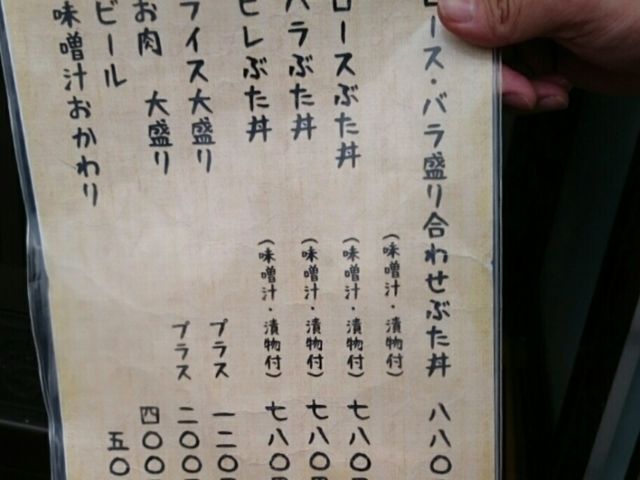 ロース・バラ盛り合わせぶた丼
(味噌汁・漬物付)
八八〇
ロースぶた丼
(味噌汁・漬物付)
七八〇
バラぶた丼
(味噌汁・漬物付)
七八〇
ヒレぶた丼
(味噌汁・漬物付)
七八〇
ライス大盛り
プラス
一二〇
お肉 大盛り
プラス
二〇〇
ビール
四〇〇
味噌汁おかわり
五〇